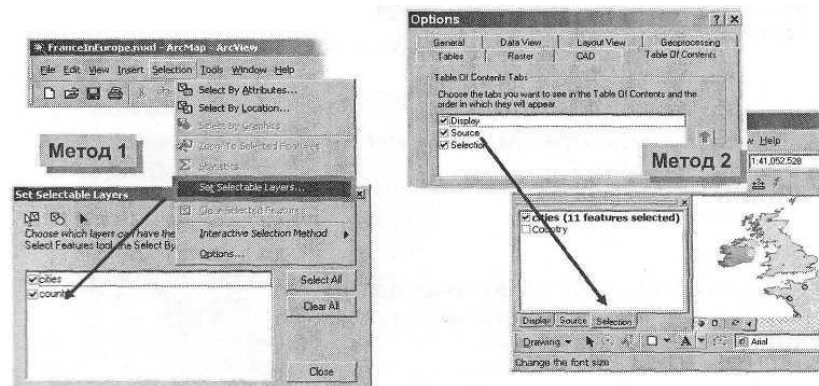 FranceInEurope.mxd - ArcMap - ArcView
File Edit View Insert Selection Tools Window Help
Select By Attributes...
Select By Location...
Select By Graphics
Zoom To Selected Features
Statistics
Set Selectable Layers...
Clear Selected Features
Interactive Selection Method
Options...
Метод 1
Set Selectable Layers
Choose which layers can have the
Select Features tool, the Select By
cities
country
Select All
Clear All
Close
Options
General Data View Layout View Geoprocessing
Tables Raster CAD Table Of Contents
Table Of Contents Tabs
Choose the tabs you want to see in the Table Of Contents and the
order in which they will appear.
Display
Source
Selection
Метод 2
Help
1:41,052,528
cities (11 features selected)
Country
Display Source Selection
Drawing A Arial
Change the font size